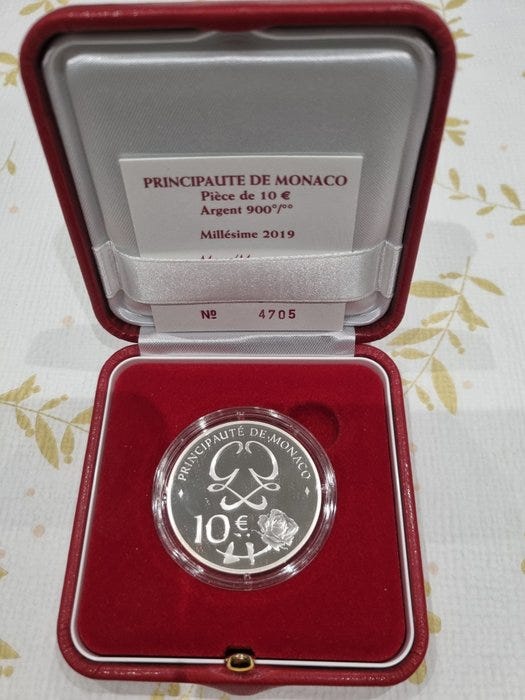 PRINCIPAUTE DE MONACO
Pièce de 10 €
Argent 900°/°°
Millésime 2019
Nº 4705
PRINCIPAUTÉ DE MONACO
10€